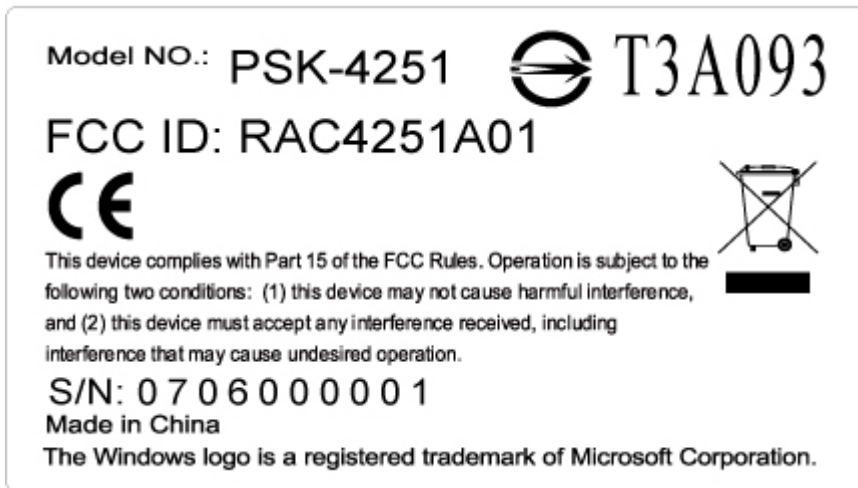 Model NO.: PSK-4251 T3A093
FCC ID: RAC4251A01
CE
This device complies with Part 15 of the FCC Rules. Operation is subject to the
following two conditions: (1) this device may not cause harmful interference,
and (2) this device must accept any interference received, including
interference that may cause undesired operation.
S/N: 0706000001
Made in China
The Windows logo is a registered trademark of Microsoft Corporation.